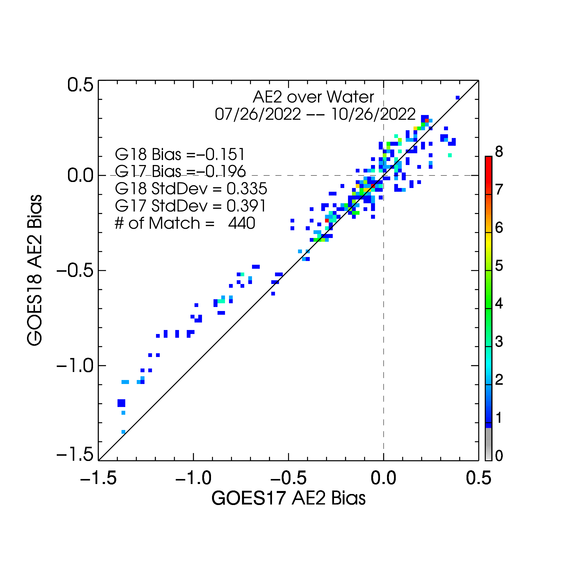 AE2 over Water
07/26/2022 −− 10/26/2022
G18 Bias =−0.151
G17 Bias =−0.196
G18 StdDev = 0.335
G17 StdDev = 0.391
# of Match = 440
0.5
0.0
−0.5
−1.0
−1.5
GOES18 AE2 Bias
−1.5 −1.0 −0.5 0.0 0.5
GOES17 AE2 Bias
8
7
6
5
4
3
2
1
0